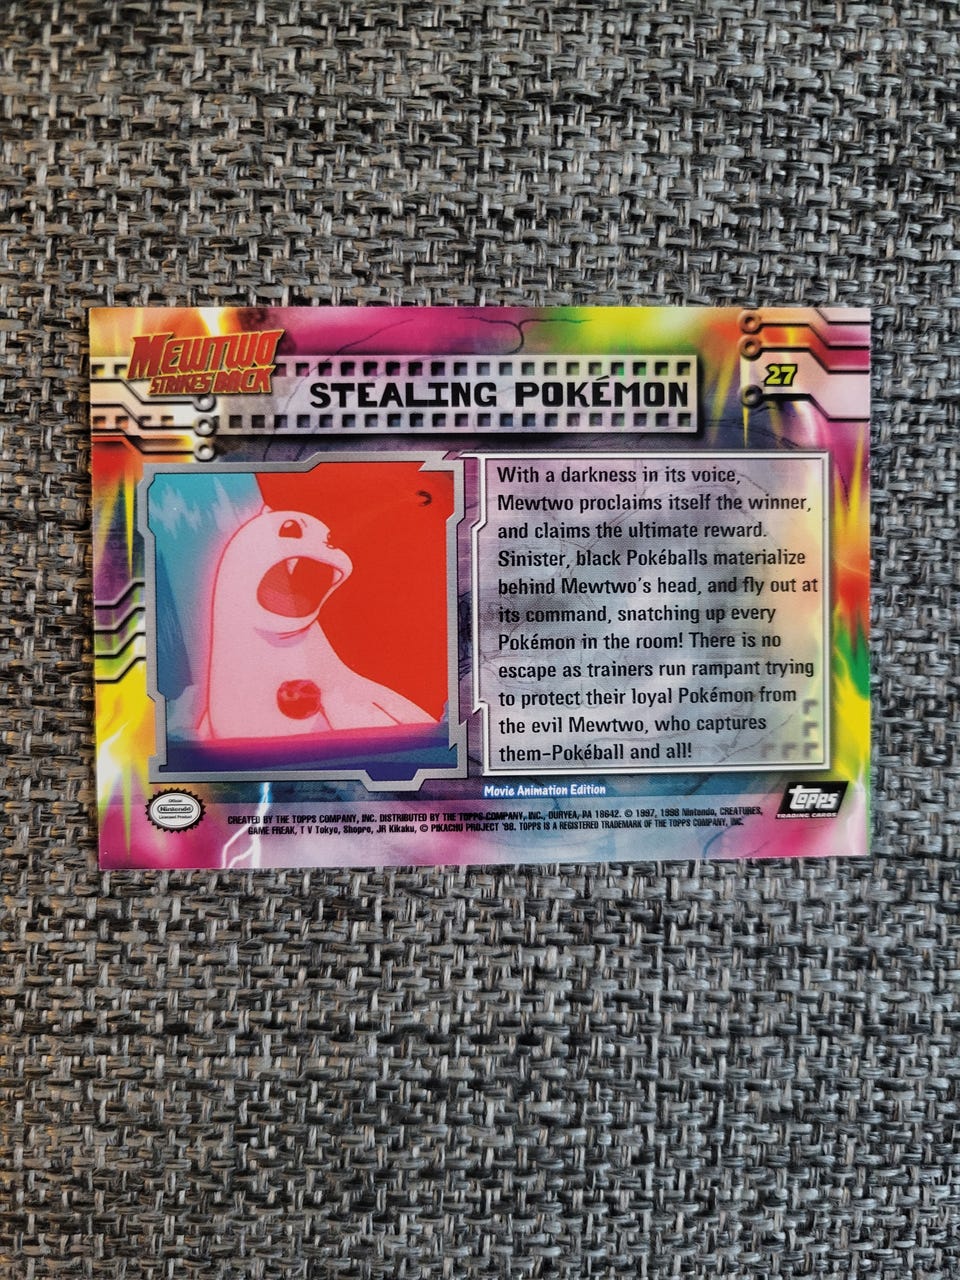 MEWTWO
STRIKES BACK
STEALING POKÉMON
27
With a darkness in its voice,
Mewtwo proclaims itself the winner,
and claims the ultimate reward.
Sinister, black Pokéballs materialize
behind Mewtwo's head, and fly out at
its command, snatching up every
Pokémon in the room! There is no
escape as trainers run rampant trying
to protect their loyal Pokémon from
the evil Mewtwo, who captures
them-Pokéball and all!
Movie Animation Edition
Official
Nintendo
Licensed Product
topps
TRADING CARDS
CREATED BY THE TOPPS COMPANY, INC. DISTRIBUTED BY THE TOPPS COMPANY, INC., DURYEA, PA 18642. © 1997, 1998 Nintendo, CREATURES,
GAME FREAK, T V Tokyo, Shopro, JR Kikaku, © PIKACHU PROJECT '98. TOPPS IS A REGISTERED TRADEMARK OF THE TOPPS COMPANY, INC.